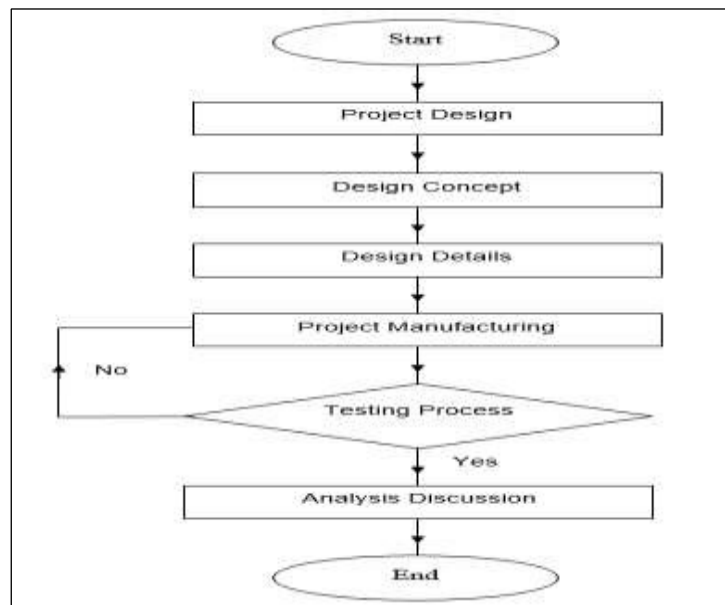 Start
Project Design
Design Concept
Design Details
Project Manufacturing
No
Testing Process
Yes
Analysis Discussion
End